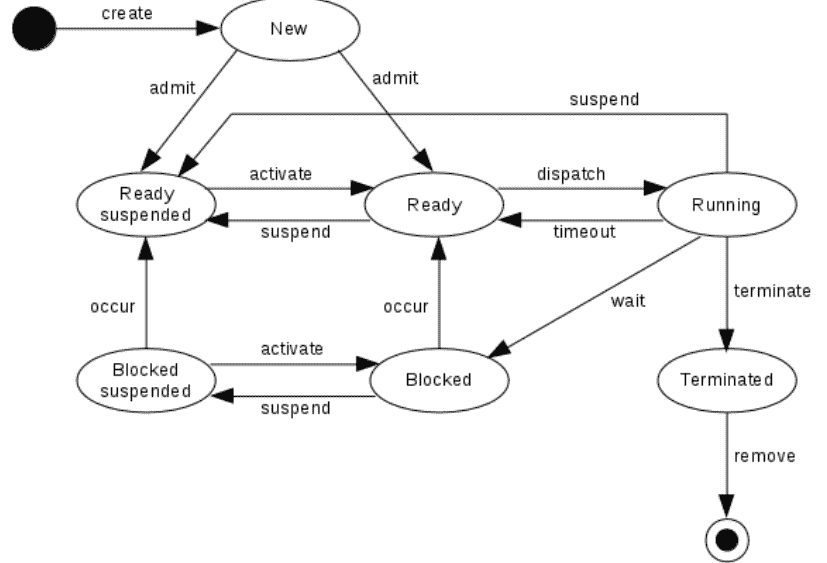 create
New
admit
admit
suspend
Ready
suspended
activate
Ready
dispatch
Running
suspend
timeout
occur
occur
wait
terminate
Blocked
suspended
activate
Blocked
suspend
Terminated
remove